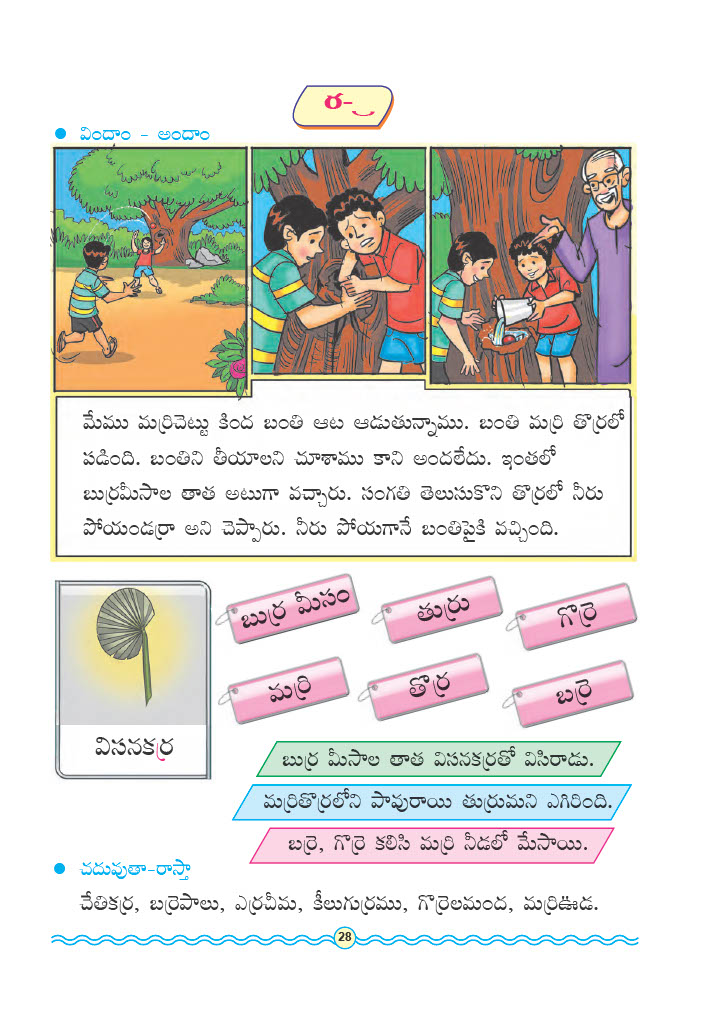 ర-్ర
విందాం - అందాం
మేము మర్రిచెట్టు కింద బంతి ఆట ఆడుతున్నాము. బంతి మర్రి తొర్రలో
పడింది. బంతిని తీయాలని చూశాము కాని అందలేదు. ఇంతలో
బుర్రమీసాల తాత అటుగా వచ్చారు. సంగతి తెలుసుకొని తొర్రలో నీరు
పోయండర్రా అని చెప్పారు. నీరు పోయగానే బంతిపైకి వచ్చింది.
బుర్ర మీసం
తుర్రు
గొర్రె
మర్రి
తొర్ర
బర్రె
విసనకర్ర
బుర్ర మీసాల తాత విసనకర్రతో విసిరాడు.
మర్రితొర్రలోని పావురాయి తుర్రుమని ఎగిరింది.
బర్రె, గొర్రె కలిసి మర్రి నీడలో మేసాయి.
చదువుతా-రాస్తా
చేతికర్ర, బర్రెపాలు, ఎర్రచీమ, కీలుగుర్రము, గొర్రెలమంద, మర్రిఊడ.
28